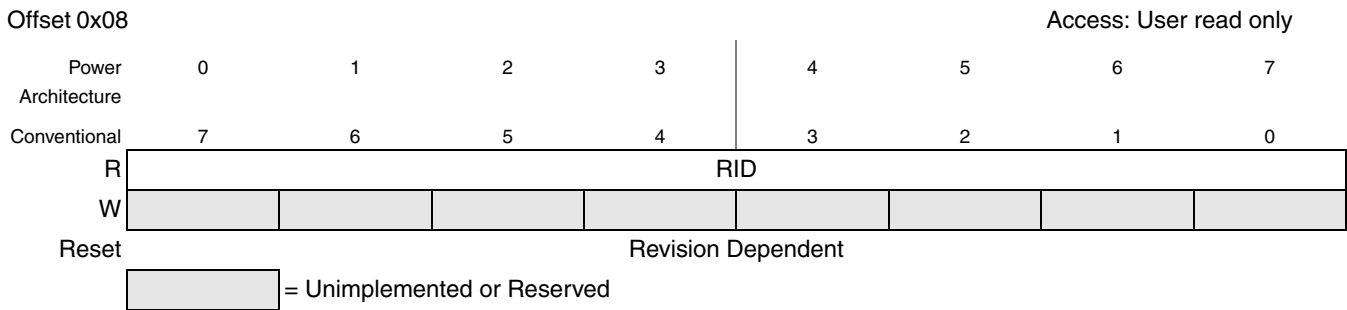 Offset 0x08 Access: User read only
Power Architecture 0 1 2 3 4 5 6 7
Conventional 7 6 5 4 3 2 1 0
R RID
W
Reset Revision Dependent
= Unimplemented or Reserved